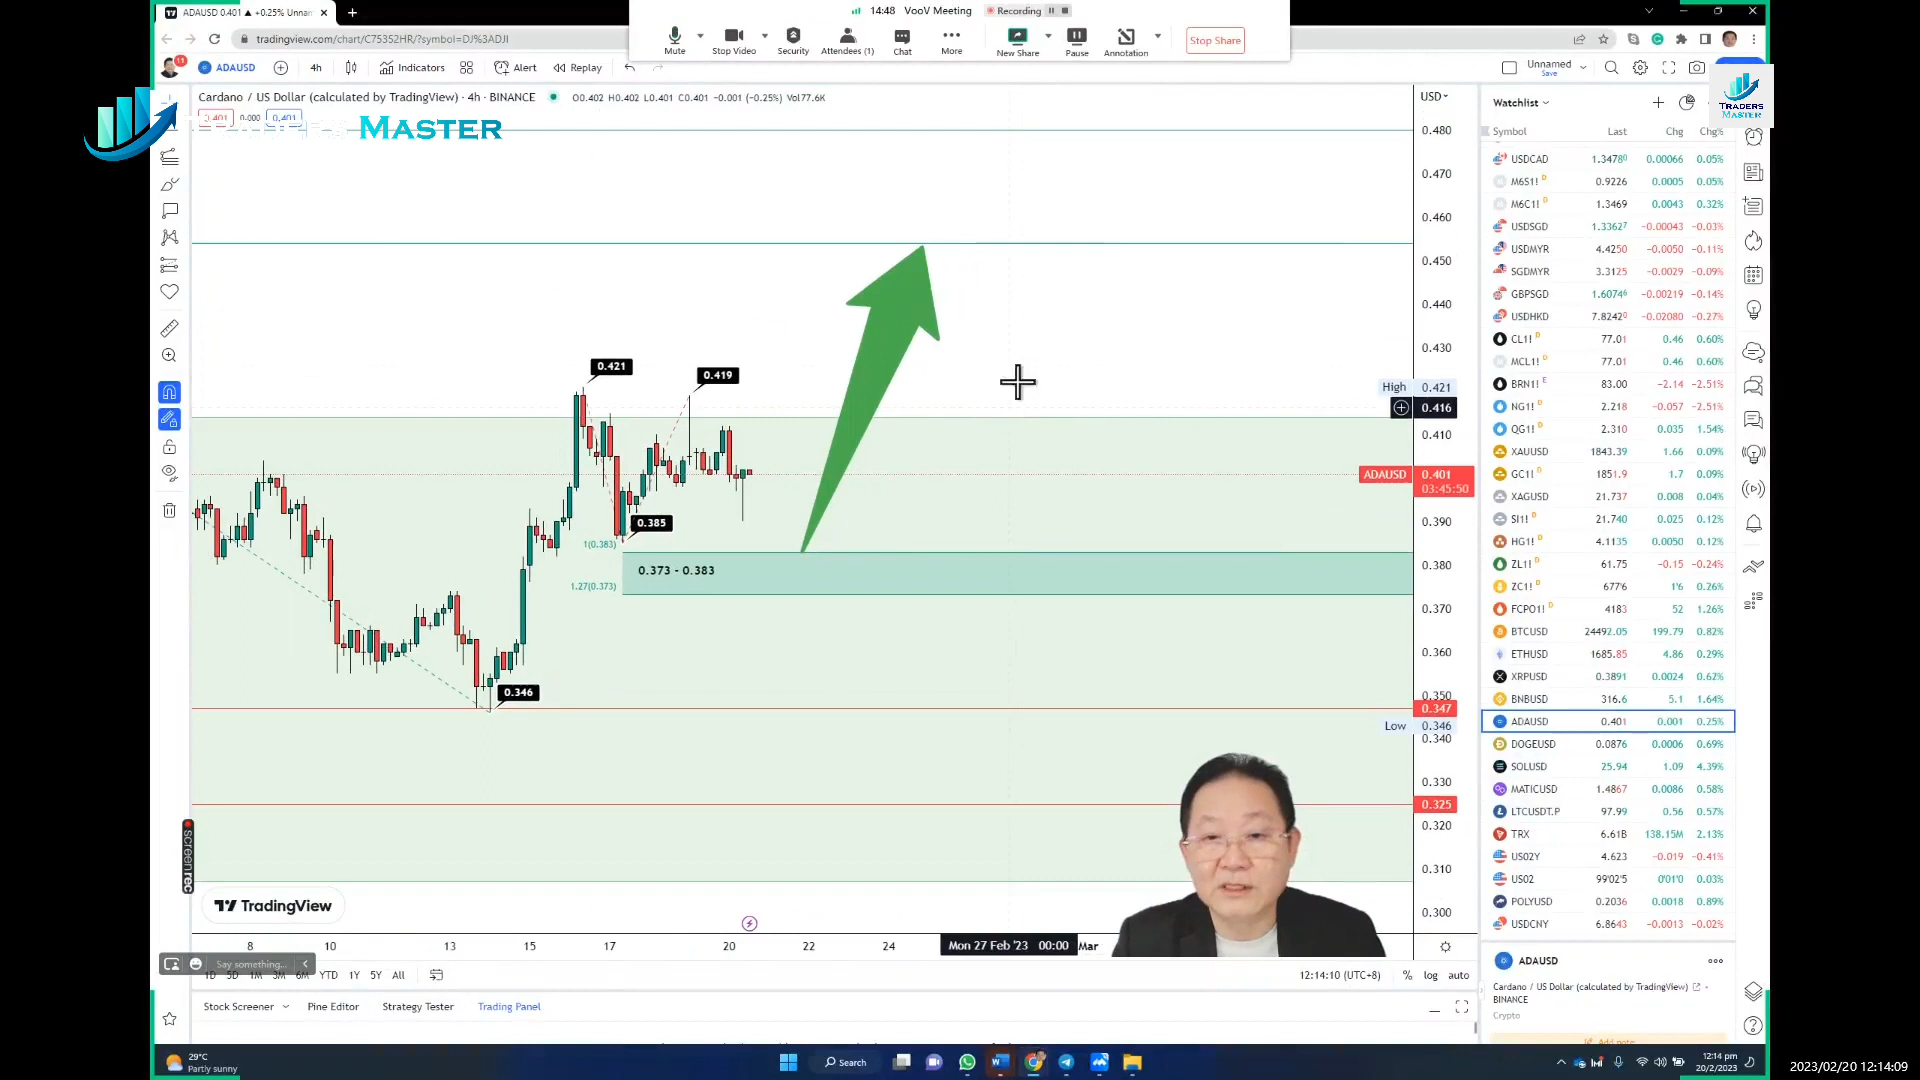 ADAUSD 0.401 ▲ +0.25% Unnan
14:48 VooV Meeting Recording
tradingview.com/chart/C75352HR/?symbol=DJ%3ADJI
Mute Stop Video Security Attendees (1) Chat More New Share Pause Annotation Stop Share
11 ADAUSD 4h Indicators Alert Replay
Unnamed
Save
Cardano / US Dollar (calculated by TradingView) · 4h · BINANCE O0.402 H0.402 L0.401 C0.401 -0.001 (-0.25%) Vol77.6K
0.401 0.000 0.401
MASTER
TRADERS
MASTER
USD
0.480
0.470
0.460
0.450
0.440
0.430
High 0.421
0.416
0.410
ADAUSD 0.401
03:45:50
0.390
0.380
0.370
0.360
0.350
0.347
Low 0.346
0.340
0.330
0.325
0.320
0.310
0.300
0.421
0.419
0.385
1(0.383)
0.373 - 0.383
1.27(0.373)
0.346
TradingView
8 10 13 15 17 20 22 24 Mon 27 Feb '23 00:00 Mar
Say something...
1D 5D 1M 3M 6M YTD 1Y 5Y All
12:14:10 (UTC+8) % log auto
Stock Screener Pine Editor Strategy Tester Trading Panel
screenrec
Watchlist
Symbol Last Chg Chg%
USDCAD 1.34780 0.00066 0.05%
M6S1! D 0.9226 0.0005 0.05%
M6C1! D 1.3469 0.0043 0.32%
USDSGD 1.33627 -0.00043 -0.03%
USDMYR 4.4250 -0.0050 -0.11%
SGDMYR 3.3125 -0.0029 -0.09%
GBPSGD 1.60746 -0.00219 -0.14%
USDHKD 7.82420 -0.02080 -0.27%
CL1! D 77.01 0.46 0.60%
MCL1! D 77.01 0.46 0.60%
BRN1! E 83.00 -2.14 -2.51%
NG1! D 2.218 -0.057 -2.51%
QG1! D 2.310 0.035 1.54%
XAUUSD 1843.39 1.66 0.09%
GC1! D 1851.9 1.7 0.09%
XAGUSD 21.737 0.008 0.04%
SI1! D 21.740 0.025 0.12%
HG1! D 4.1135 0.0050 0.12%
ZL1! D 61.75 -0.15 -0.24%
ZC1! D 677'6 1'6 0.26%
FCPO1! D 4183 52 1.26%
BTCUSD 24492.05 199.79 0.82%
ETHUSD 1685.85 4.86 0.29%
XRPUSD 0.3891 0.0024 0.62%
BNBUSD 316.6 5.1 1.64%
ADAUSD 0.401 0.001 0.25%
DOGEUSD 0.0876 0.0006 0.69%
SOLUSD 25.94 1.09 4.39%
MATICUSD 1.4867 0.0086 0.58%
LTCUSDT.P 97.99 0.56 0.57%
TRX 6.61B 138.15M 2.13%
US02Y 4.623 -0.019 -0.41%
US02 99'02'5 0'01'0 0.03%
POLYUSD 0.2036 0.0018 0.89%
USDCNY 6.8643 -0.0013 -0.02%
ADAUSD
Cardano / US Dollar (calculated by TradingView)
BINANCE
Crypto
Add note
29°C
Partly sunny
Search
12:14 pm
20/2/2023
2023/02/20 12:14:09